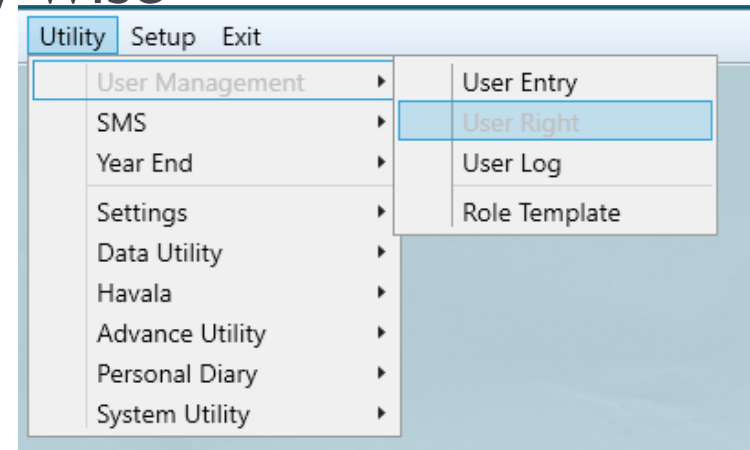 Utility Setup Exit
User Management
SMS
Year End
Settings
Data Utility
Havala
Advance Utility
Personal Diary
System Utility
User Entry
User Right
User Log
Role Template